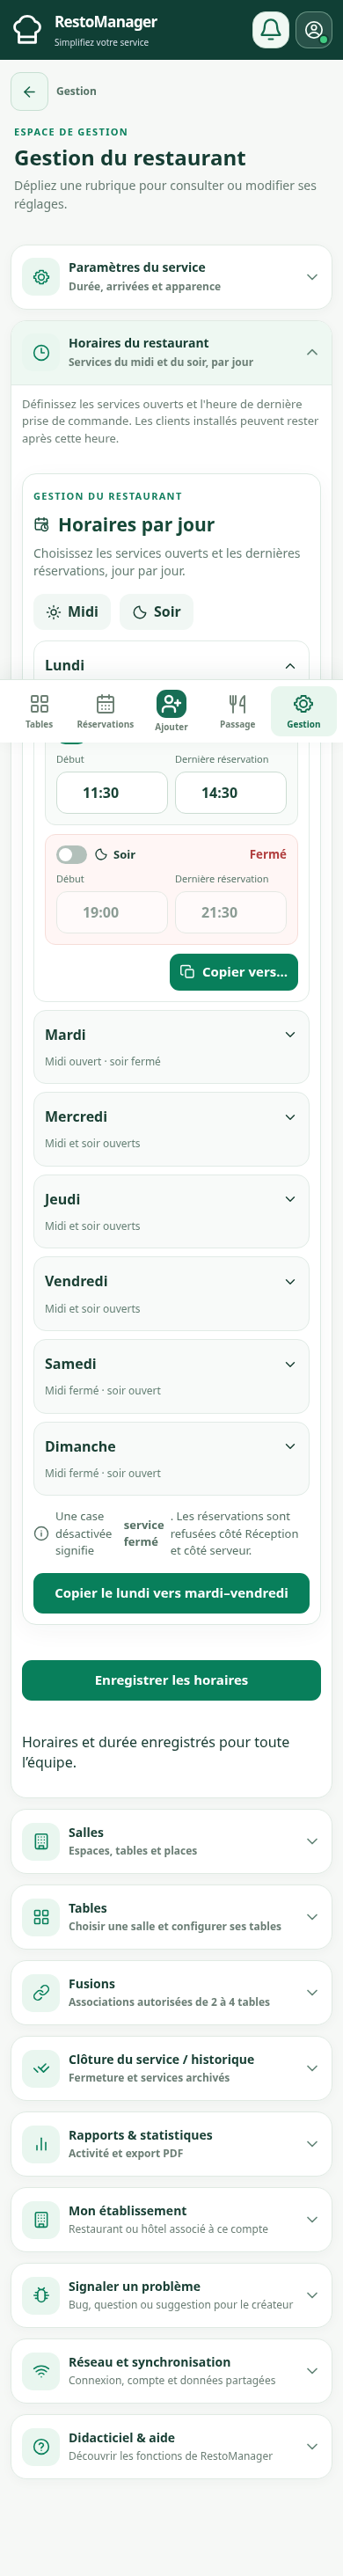 RestoManager
Simplifiez votre service
Gestion
ESPACE DE GESTION
Gestion du restaurant
Dépliez une rubrique pour consulter ou modifier ses
réglages.
Paramètres du service
Durée, arrivées et apparence
Horaires du restaurant
Services du midi et du soir, par jour
Définissez les services ouverts et l'heure de dernière
prise de commande. Les clients installés peuvent rester
après cette heure.
GESTION DU RESTAURANT
Horaires par jour
Choisissez les services ouverts et les dernières
réservations, jour par jour.
Midi Soir
Lundi
Tables Réservations Ajouter Passage Gestion
Début Dernière réservation
11:30 14:30
Soir Fermé
Début Dernière réservation
19:00 21:30
Copier vers...
Mardi
Midi ouvert · soir fermé
Mercredi
Midi et soir ouverts
Jeudi
Midi et soir ouverts
Vendredi
Midi et soir ouverts
Samedi
Midi fermé · soir ouvert
Dimanche
Midi fermé · soir ouvert
Une case
désactivée
signifie
service
fermé
. Les réservations sont
refusées côté Réception
et côté serveur.
Copier le lundi vers mardi–vendredi
Enregistrer les horaires
Horaires et durée enregistrés pour toute
l’équipe.
Salles
Espaces, tables et places
Tables
Choisir une salle et configurer ses tables
Fusions
Associations autorisées de 2 à 4 tables
Clôture du service / historique
Fermeture et services archivés
Rapports & statistiques
Activité et export PDF
Mon établissement
Restaurant ou hôtel associé à ce compte
Signaler un problème
Bug, question ou suggestion pour le créateur
Réseau et synchronisation
Connexion, compte et données partagées
Didacticiel & aide
Découvrir les fonctions de RestoManager